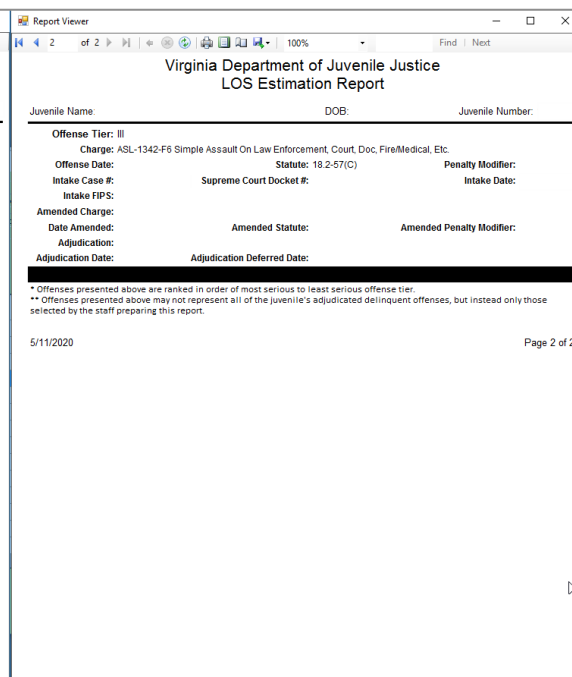 Report Viewer
2 of 2 100% Find | Next
Virginia Department of Juvenile Justice
LOS Estimation Report
Juvenile Name: DOB: Juvenile Number:
Offense Tier: III
Charge: ASL-1342-F6 Simple Assault On Law Enforcement, Court, Doc, Fire/Medical, Etc.
Offense Date: Statute: 18.2-57(C) Penalty Modifier:
Intake Case #: Supreme Court Docket #: Intake Date:
Intake FIPS:
Amended Charge:
Date Amended: Amended Statute: Amended Penalty Modifier:
Adjudication:
Adjudication Date: Adjudication Deferred Date:
* Offenses presented above are ranked in order of most serious to least serious offense tier.
** Offenses presented above may not represent all of the juvenile's adjudicated delinquent offenses, but instead only those
selected by the staff preparing this report.
5/11/2020 Page 2 of 2